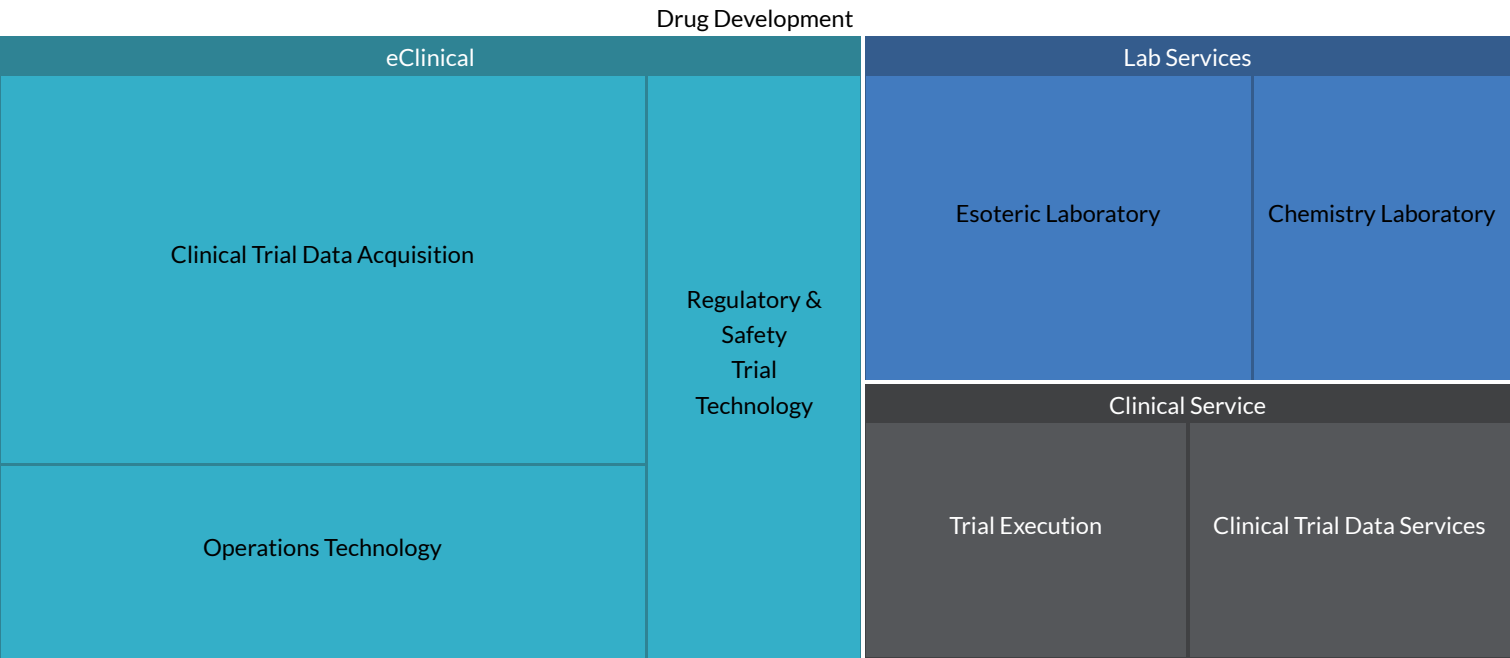 Drug Development
eClinical
Clinical Trial Data Acquisition
Operations Technology
Regulatory &
Safety
Trial
Technology
Lab Services
Esoteric Laboratory
Chemistry Laboratory
Clinical Service
Trial Execution
Clinical Trial Data Services